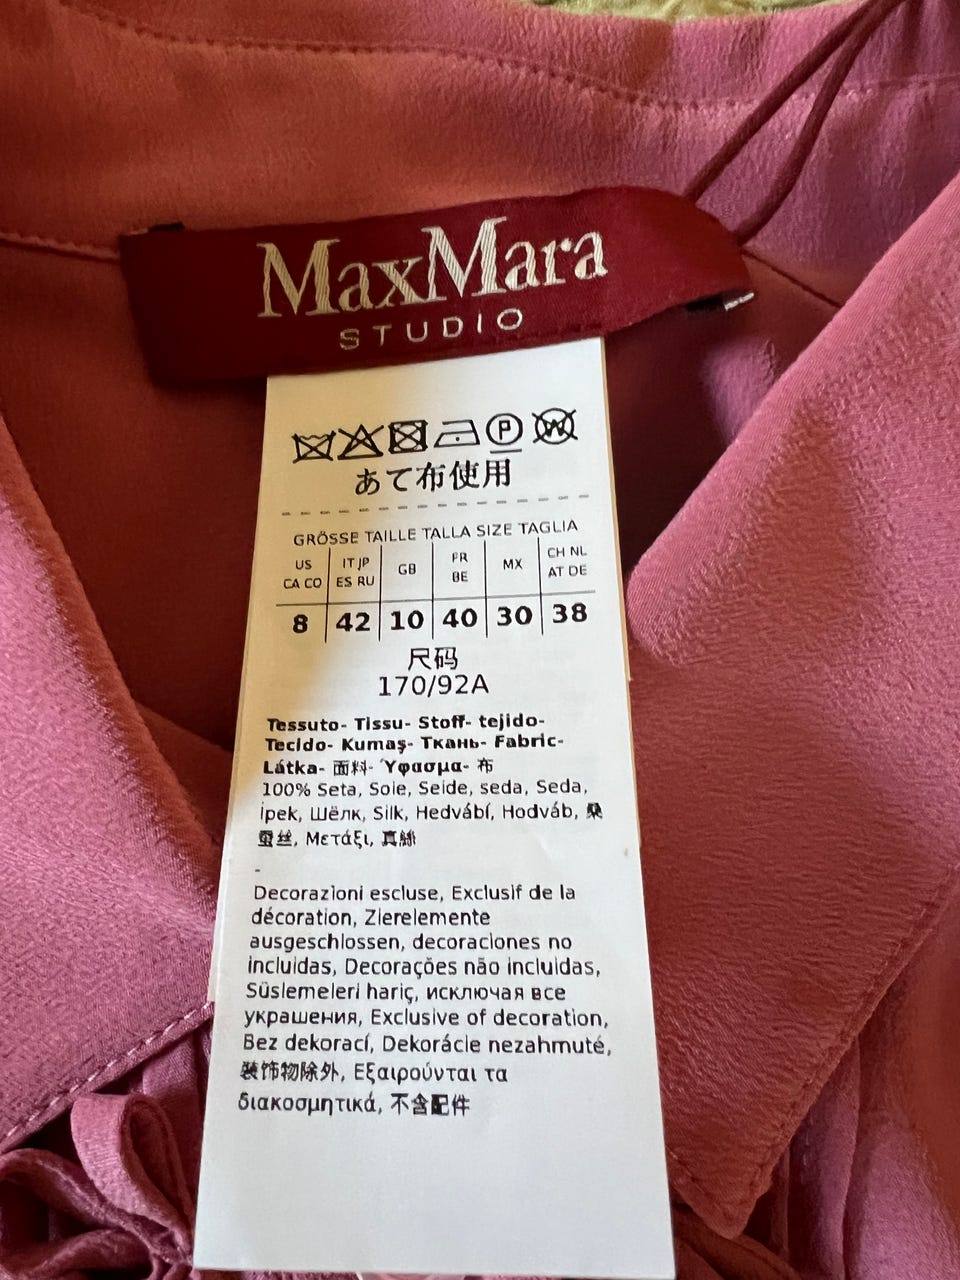 MaxMara
STUDIO
P W
あて布使用
GRÖSSE TAILLE TALLA SIZE TAGLIA
US CA CO | IT JP ES RU | GB | FR BE | MX | CH NL AT DE
8 | 42 | 10 | 40 | 30 | 38
尺码
170/92A
Tessuto- Tissu- Stoff- tejido-
Tecido- Kumaş- Ткань- Fabric-
Látka- 面料- Ύφασμα- 布
100% Seta, Soie, Seide, seda, Seda,
ipek, Шёлк, Silk, Hedvábí, Hodváb, 桑
蚕丝, Μετάξι, 真絲
-
Decorazioni escluse, Exclusif de la
décoration, Zierelemente
ausgeschlossen, decoraciones no
incluidas, Decorações não incluidas,
Süslemeleri hariç, исключая все
украшения, Exclusive of decoration,
Bez dekorací, Dekorácie nezahmuté,
装饰物除外, Εξαιρούνται τα
διακοσμητικά, 不含配件